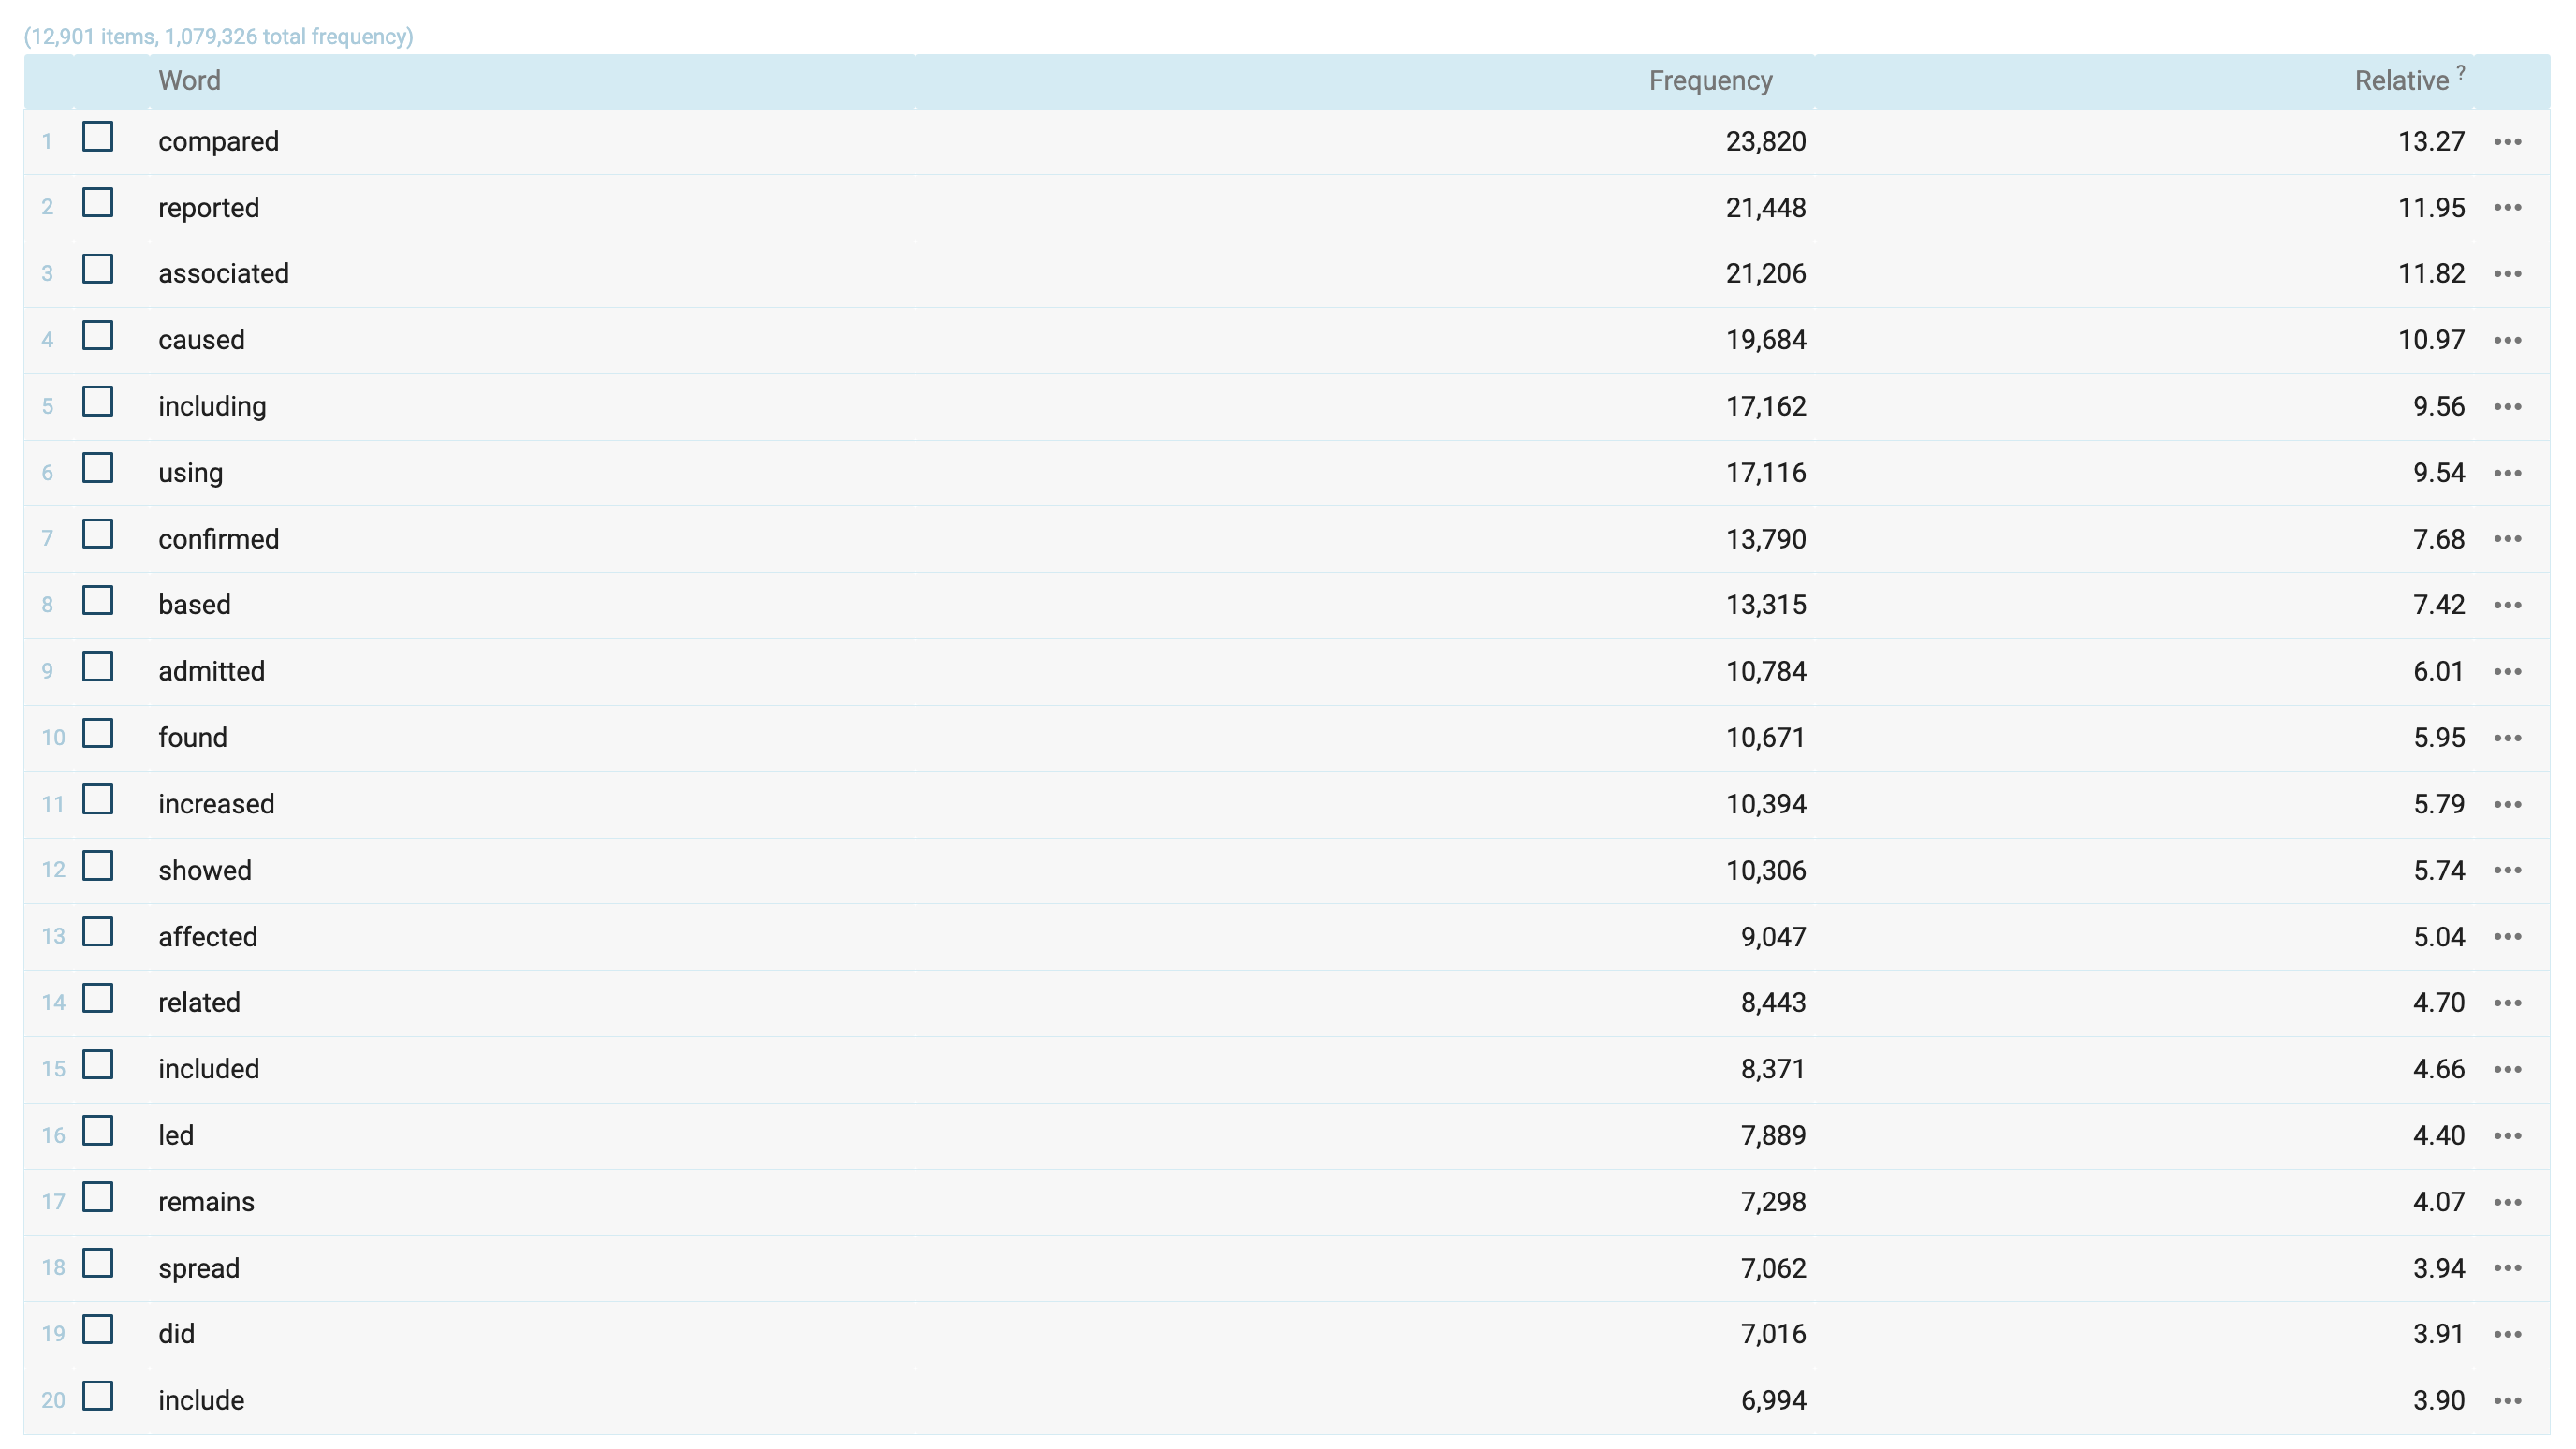 (12,901 items, 1,079,326 total frequency)
Word Frequency Relative ?
1 compared 23,820 13.27 •••
2 reported 21,448 11.95 •••
3 associated 21,206 11.82 •••
4 caused 19,684 10.97 •••
5 including 17,162 9.56 •••
6 using 17,116 9.54 •••
7 confirmed 13,790 7.68 •••
8 based 13,315 7.42 •••
9 admitted 10,784 6.01 •••
10 found 10,671 5.95 •••
11 increased 10,394 5.79 •••
12 showed 10,306 5.74 •••
13 affected 9,047 5.04 •••
14 related 8,443 4.70 •••
15 included 8,371 4.66 •••
16 led 7,889 4.40 •••
17 remains 7,298 4.07 •••
18 spread 7,062 3.94 •••
19 did 7,016 3.91 •••
20 include 6,994 3.90 •••